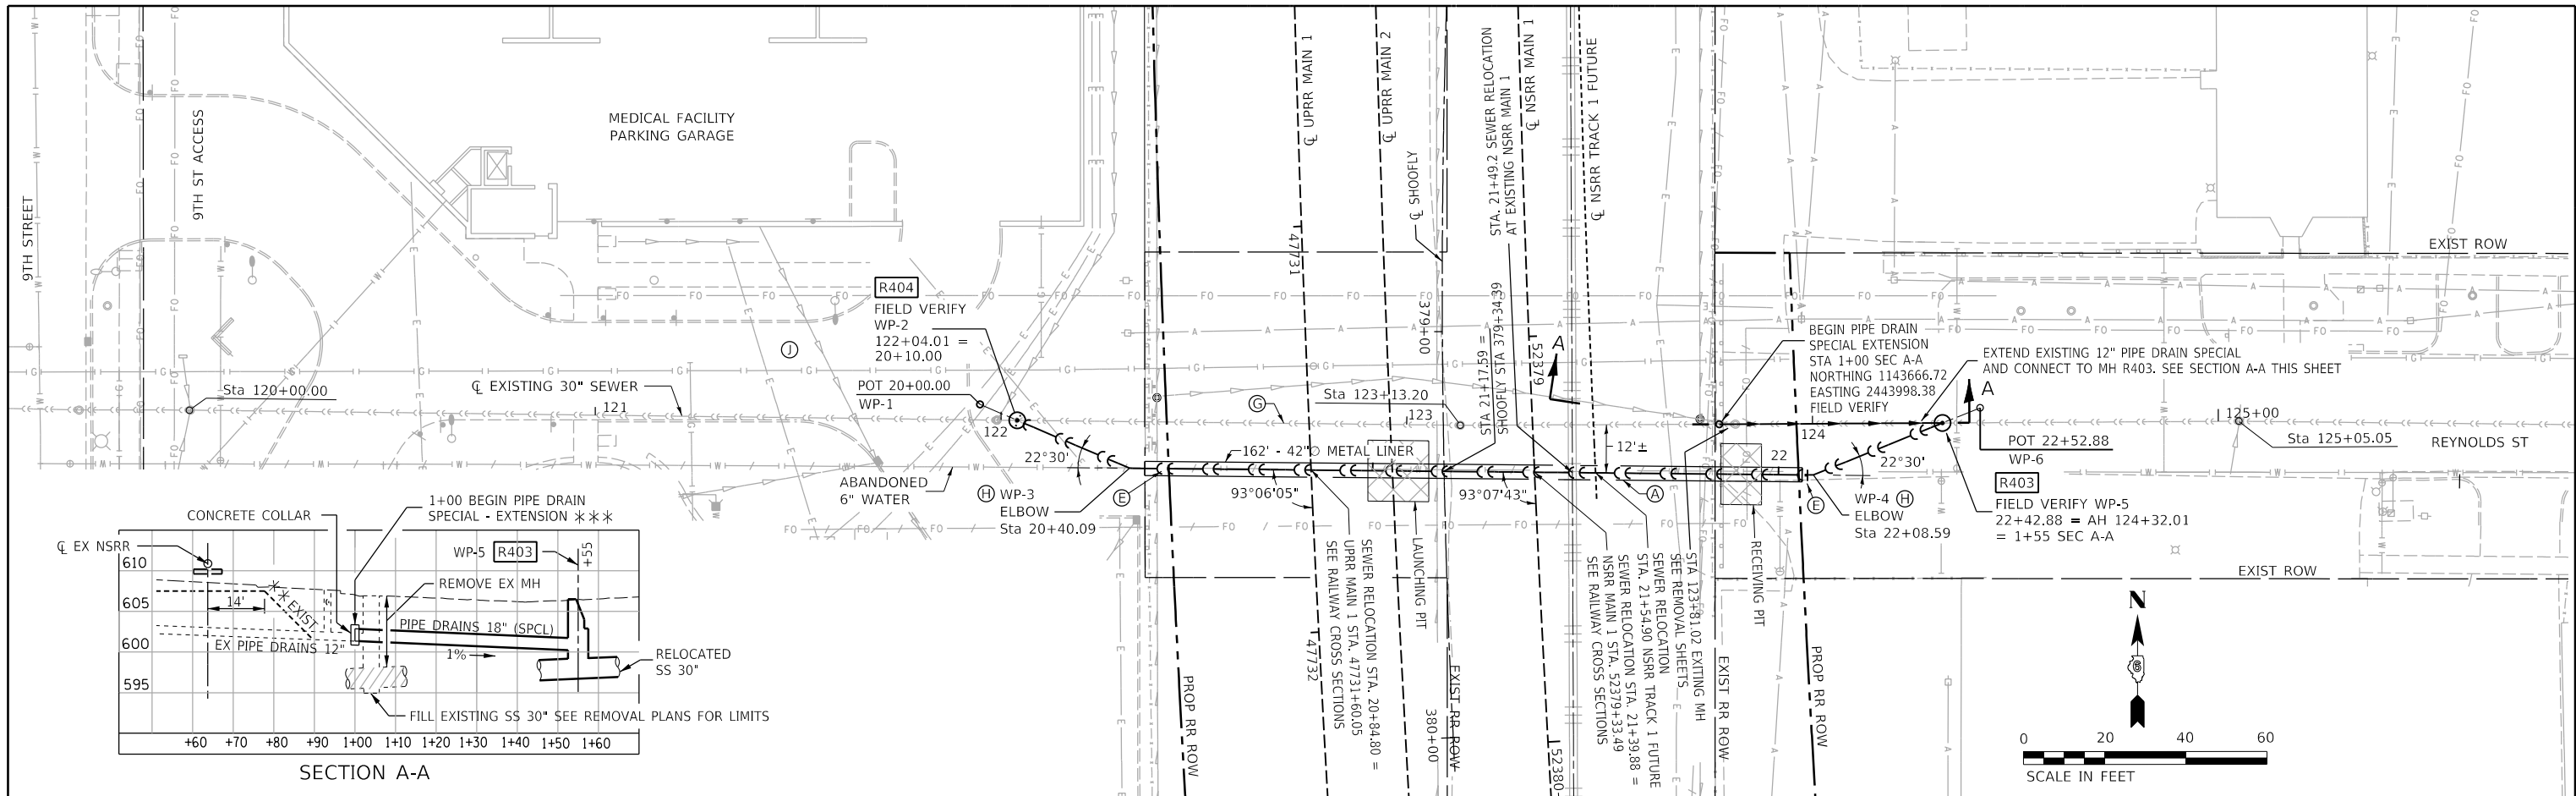 9TH STREET
9TH ST ACCESS
MEDICAL FACILITY
PARKING GARAGE
℄ UPRR MAIN 1
℄ UPRR MAIN 2
℄ SHOOFLY
STA. 21+49.2 SEWER RELOCATION
AT EXISTING NSRR MAIN 1
℄ NSRR MAIN 1
℄ NSRR TRACK 1 FUTURE
EXIST ROW
47731
379+00
STA 21+17.59 =
SHOOFLY STA 379+34.39
52379
R404
FIELD VERIFY
WP-2
122+04.01 =
20+10.00
J
℄ EXISTING 30" SEWER
POT 20+00.00
WP-1
Sta 120+00.00
121
122
Sta 123+13.20
123
G
A
12'±
BEGIN PIPE DRAIN
SPECIAL EXTENSION
STA 1+00 SEC A-A
NORTHING 1143666.72
EASTING 2443998.38
FIELD VERIFY
EXTEND EXISTING 12" PIPE DRAIN SPECIAL
AND CONNECT TO MH R403. SEE SECTION A-A THIS SHEET
A
124
125+00
Sta 125+05.05
REYNOLDS ST
POT 22+52.88
WP-6
R403
FIELD VERIFY WP-5
22+42.88 = AH 124+32.01
= 1+55 SEC A-A
22°30'
22°30'
162' - 42"∅ METAL LINER
22
ABANDONED
6" WATER
H WP-3
ELBOW
Sta 20+40.09
E
93°06'05"
93°07'43"
A
E
WP-4 H
ELBOW
Sta 22+08.59
LAUNCHING PIT
RECEIVING PIT
SEWER RELOCATION STA. 20+84.80 =
UPRR MAIN 1 STA. 47731+60.05
SEE RAILWAY CROSS SECTIONS
STA 123+81.02 EXITING MH
SEE REMOVAL SHEETS
SEWER RELOCATION
STA. 21+54.90 NSRR TRACK 1 FUTURE
SEWER RELOCATION STA. 21+39.88 =
NSRR MAIN 1 STA. 52379+33.49
SEE RAILWAY CROSS SECTIONS
47732
380+00
52380
PROP RR ROW
EXIST RR ROW
EXIST RR ROW
PROP RR ROW
EXIST ROW
1+00 BEGIN PIPE DRAIN
SPECIAL - EXTENSION ***
CONCRETE COLLAR
℄ EX NSRR
WP-5 R403
+55
610
605
600
595
14'
** EXIST
5'
REMOVE EX MH
PIPE DRAINS 18" (SPCL)
EX PIPE DRAINS 12"
1%
RELOCATED
SS 30"
FILL EXISTING SS 30" SEE REMOVAL PLANS FOR LIMITS
+60 +70 +80 +90 1+00 1+10 1+20 1+30 1+40 1+50 1+60
SECTION A-A
N
6
0 20 40 60
SCALE IN FEET